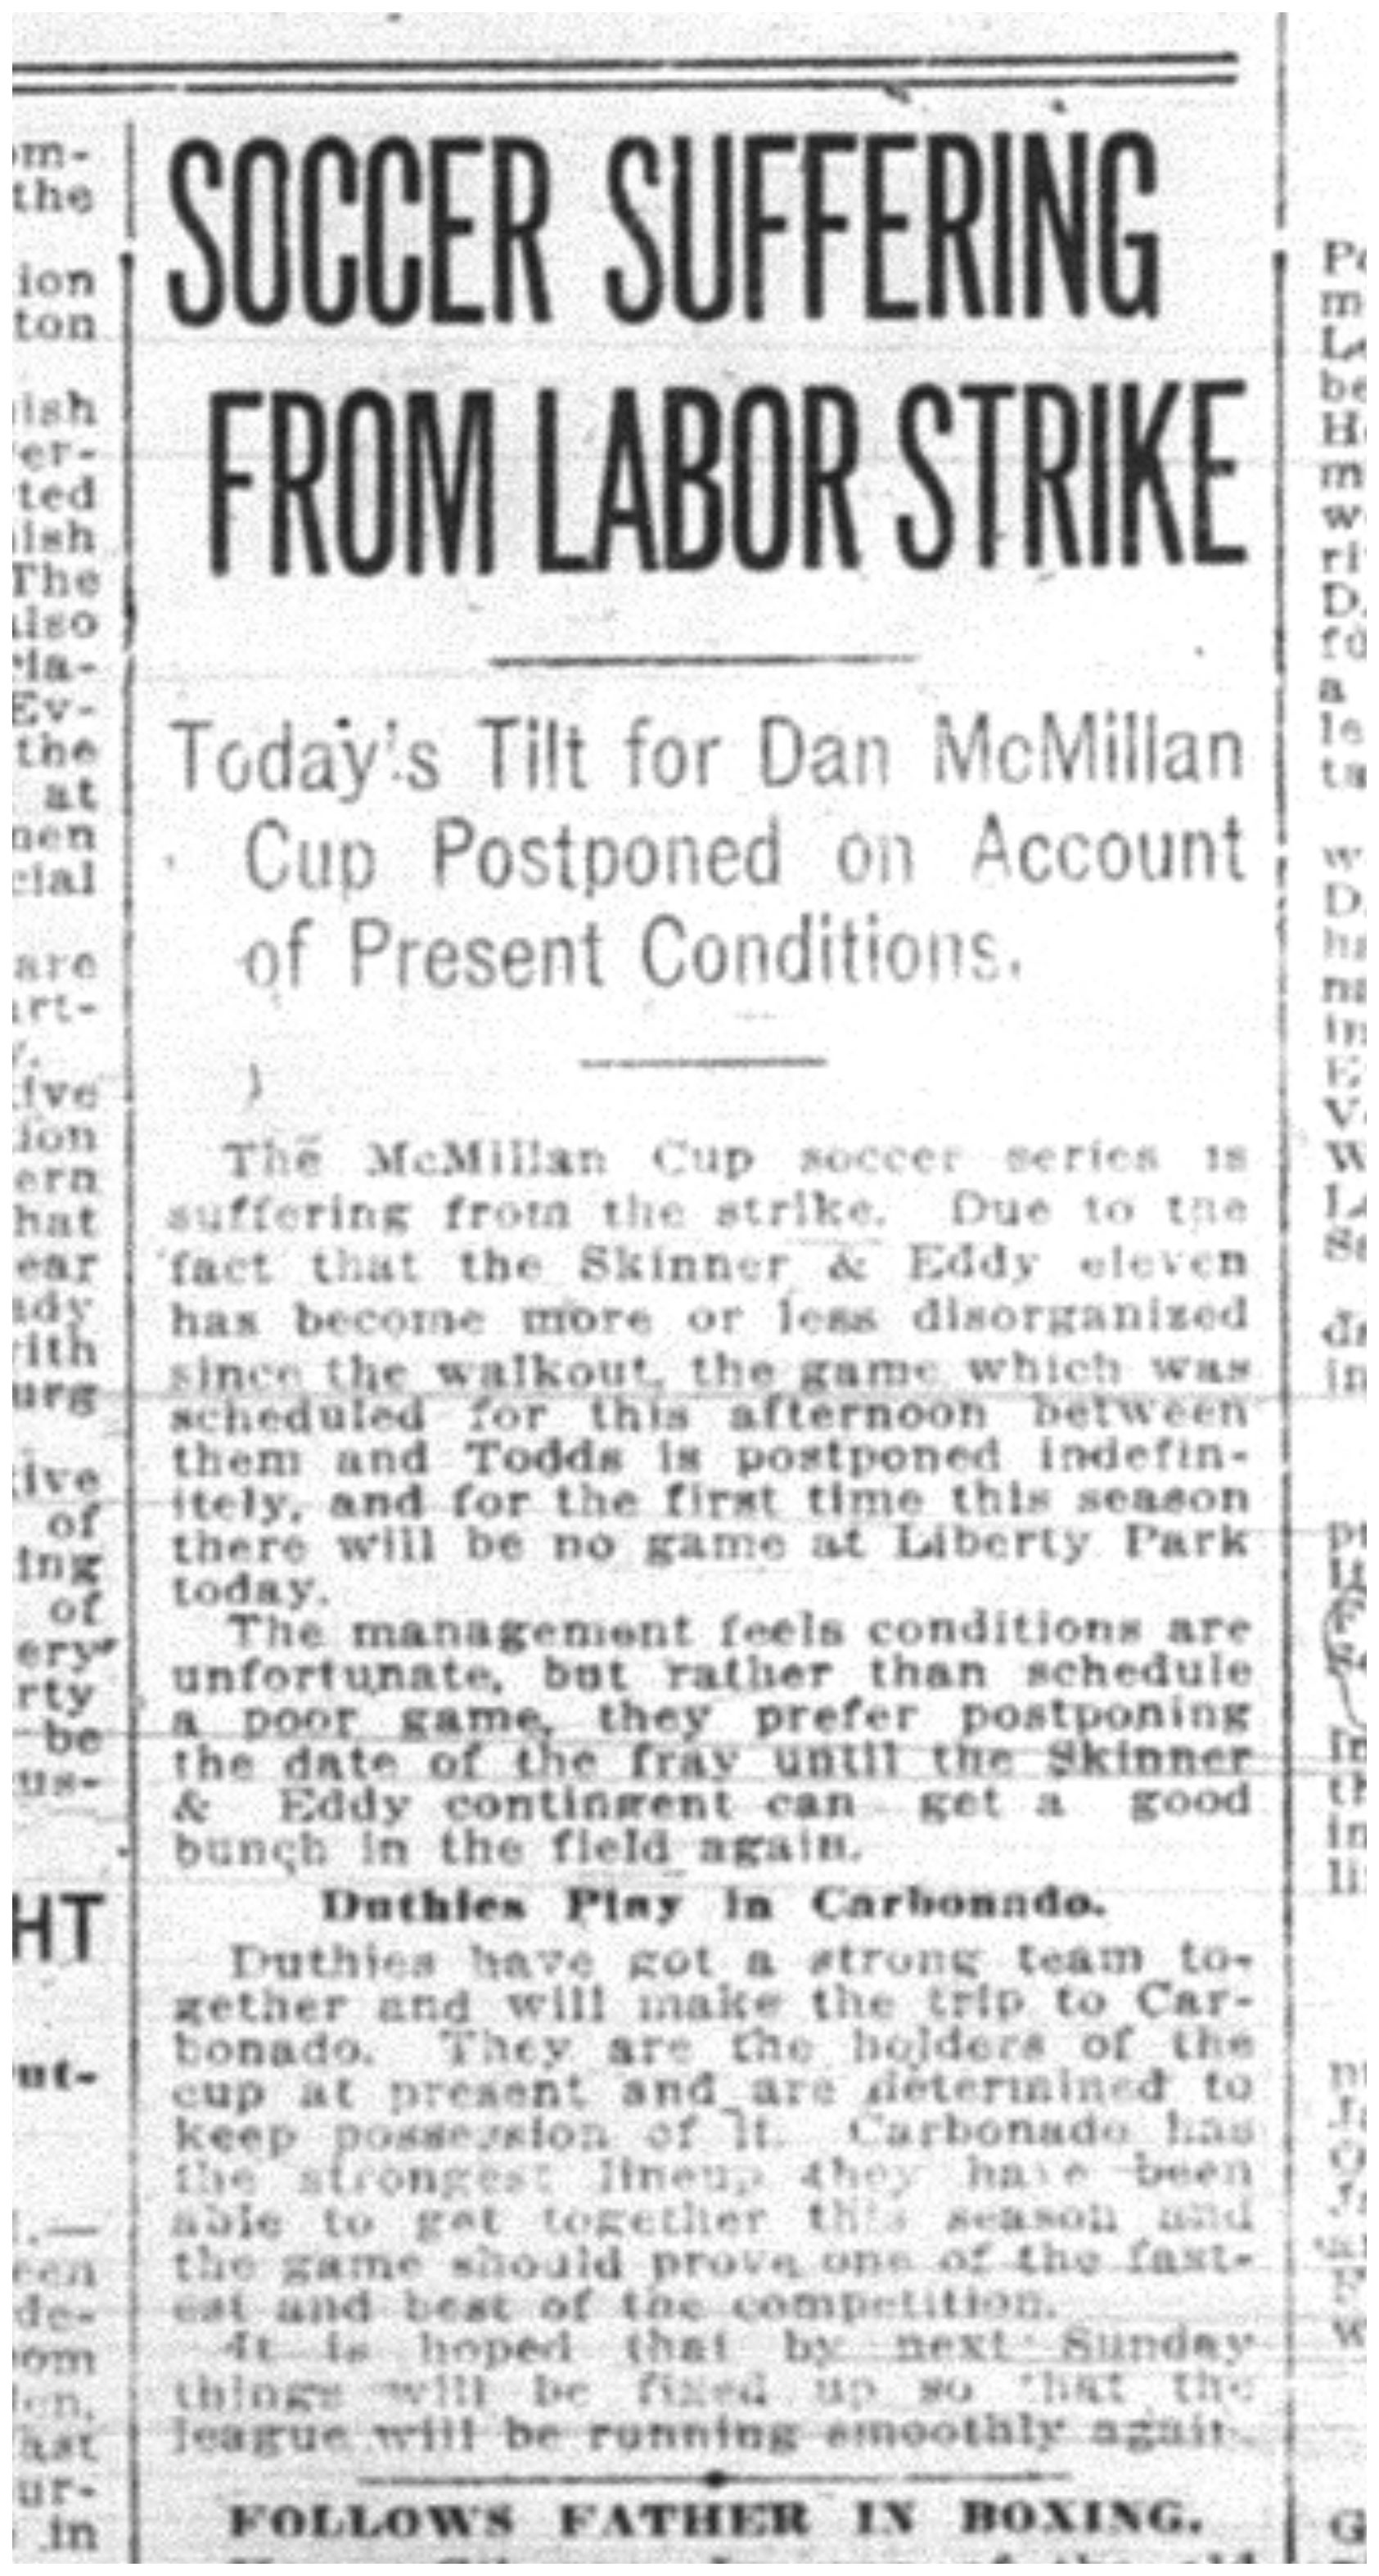 SOCCER SUFFERING
FROM LABOR STRIKE
Today's Tilt for Dan McMillan
Cup Postponed on Account
of Present Conditions.
The McMillan Cup soccer series is
suffering from the strike. Due to the
fact that the Skinner & Eddy eleven
has become more or less disorganized
since the walkout, the game which was
scheduled for this afternoon between
them and Todds is postponed indefin-
itely, and for the first time this season
there will be no game at Liberty Park
today.
The management feels conditions are
unfortunate, but rather than schedule
a poor game, they prefer postponing
the date of the fray until the Skinner
& Eddy contingent can get a good
bunch in the field again.
Duthies Play in Carbonado.
Duthies have got a strong team to-
gether and will make the trip to Car-
bonado. They are the holders of the
cup at present and are determined to
keep possession of it. Carbonado has
the strongest lineup they have been
able to get together this season and
the game should prove one of the fast-
est and best of the competition.
It is hoped that by next Sunday
things will be fixed up so that the
league will be running smoothly again.
FOLLOWS FATHER IN BOXING.